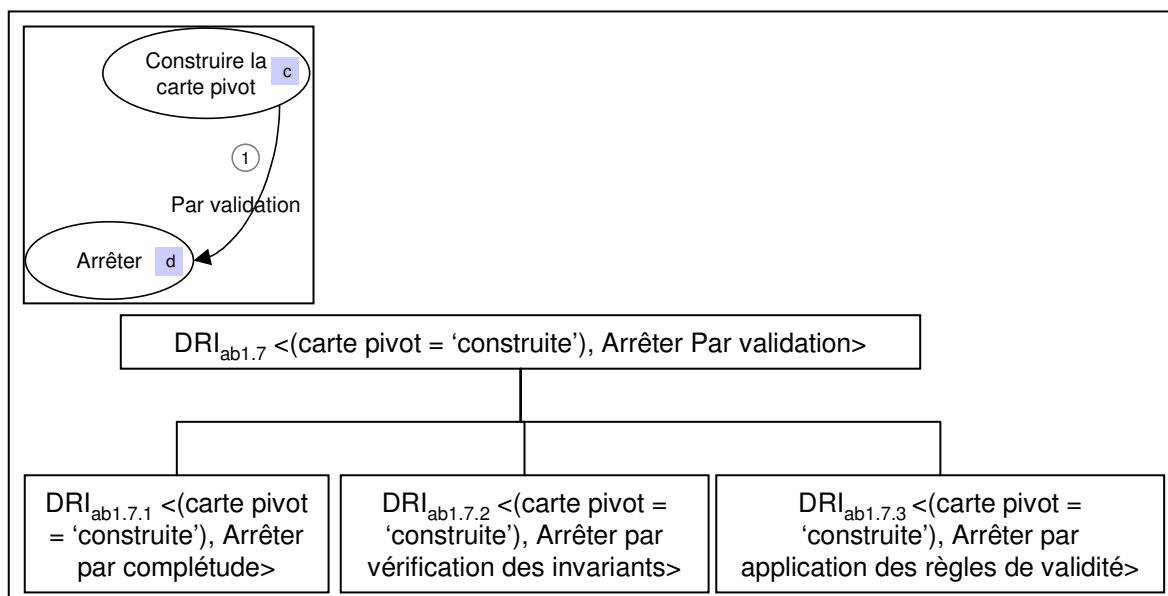 Construire la
carte pivot
c
1
Par validation
Arrêter
d
DRIab1.7 <(carte pivot = ‘construite’), Arrêter Par validation>
DRIab1.7.1 <(carte pivot
= ‘construite’), Arrêter
par complétude>
DRIab1.7.2 <(carte pivot =
‘construite’), Arrêter par
vérification des invariants>
DRIab1.7.3 <(carte pivot =
‘construite’), Arrêter par
application des règles de validité>